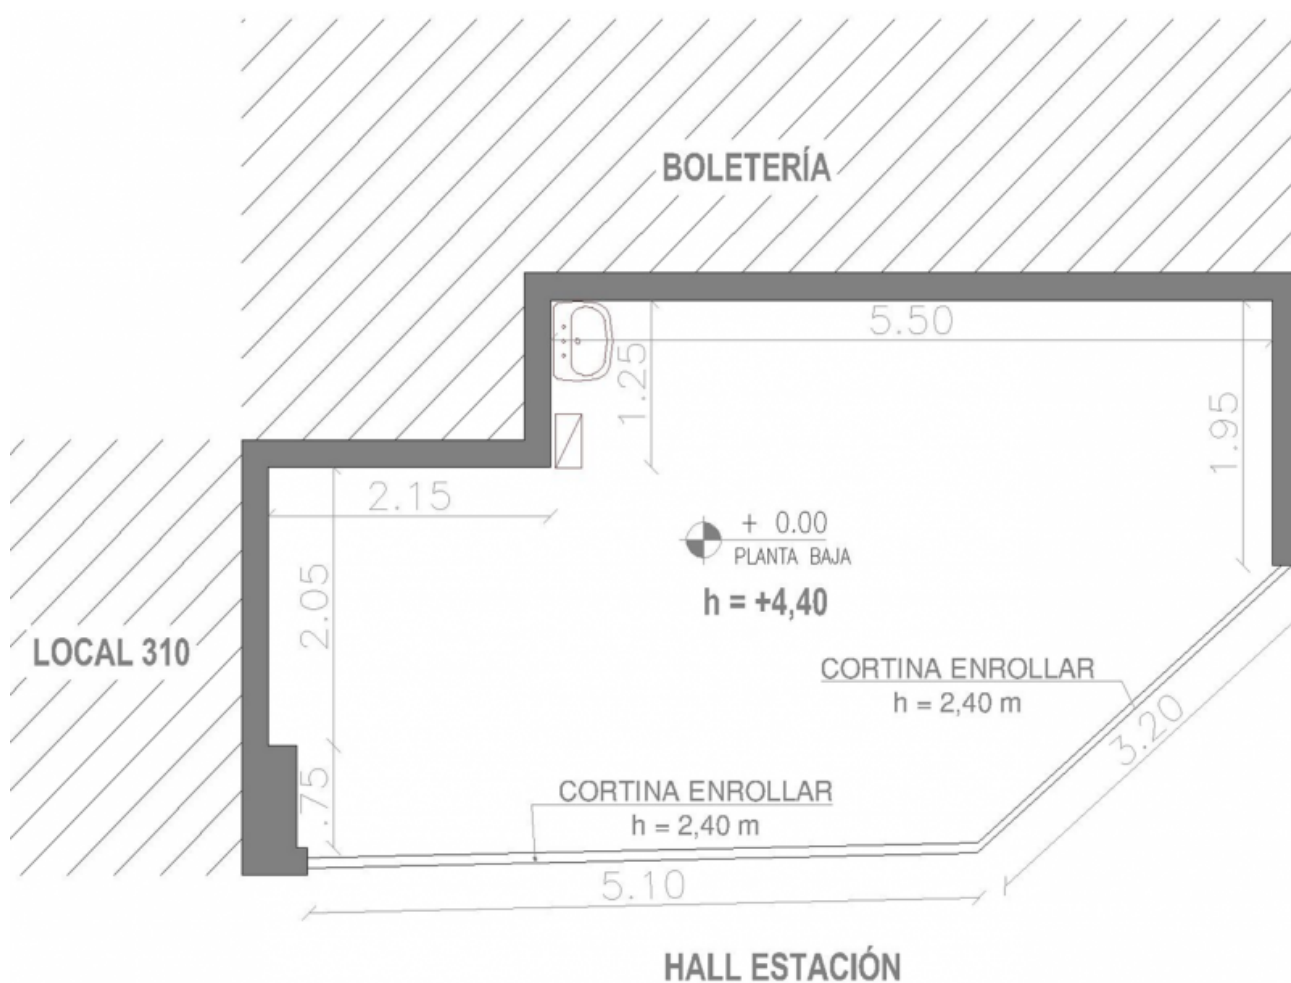 BOLETERÍA
5.50
1.25
1.95
2.15
+ 0.00
PLANTA BAJA
h = +4,40
2.05
LOCAL 310
CORTINA ENROLLAR
h = 2,40 m
3.20
.75
CORTINA ENROLLAR
h = 2,40 m
5.10
HALL ESTACIÓN